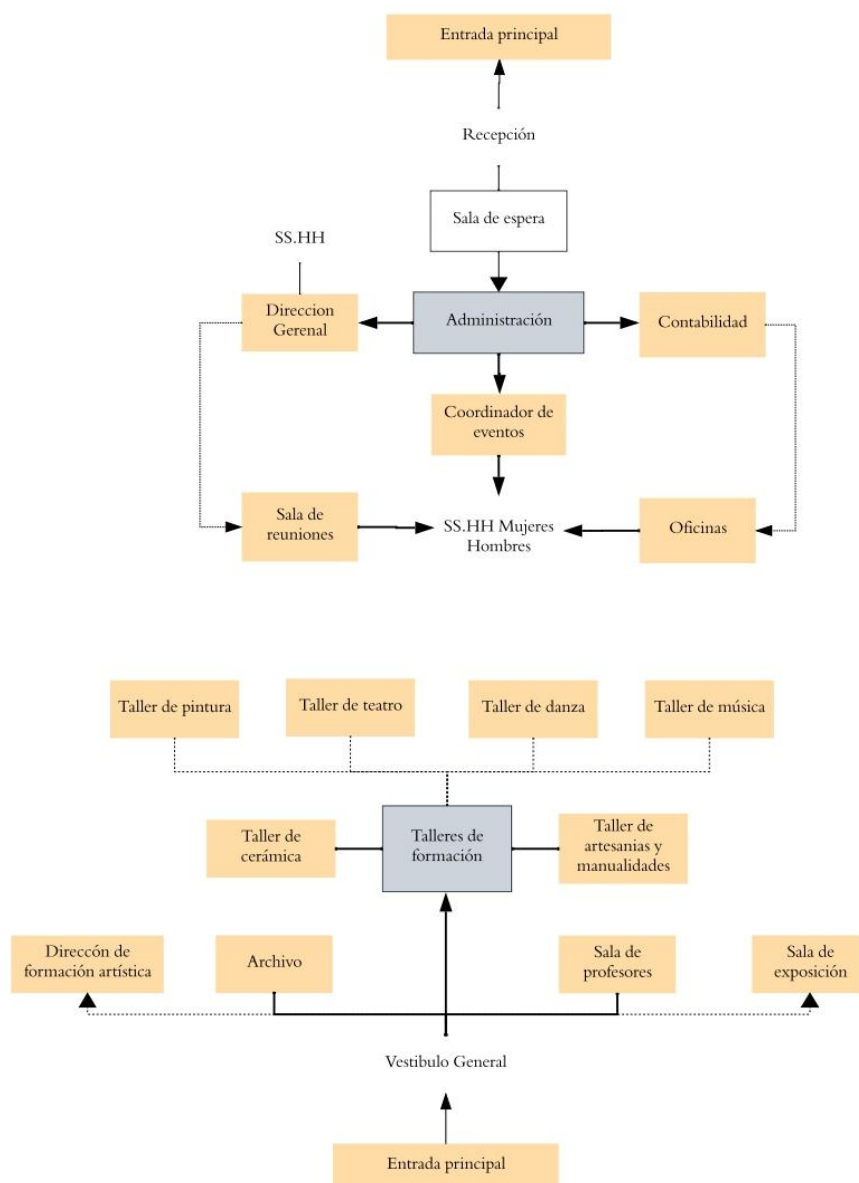 Entrada principal
Recepción
Sala de espera
SS.HH
Direccion
Gerenal
Administración
Contabilidad
Coordinador de
eventos
Sala de
reuniones
SS.HH Mujeres
Hombres
Oficinas
Taller de pintura
Taller de teatro
Taller de danza
Taller de música
Taller de
cerámica
Talleres de
formación
Taller de
artesanias y
manualidades
Direccón de
formación artística
Archivo
Sala de
profesores
Sala de
exposición
Vestibulo General
Entrada principal